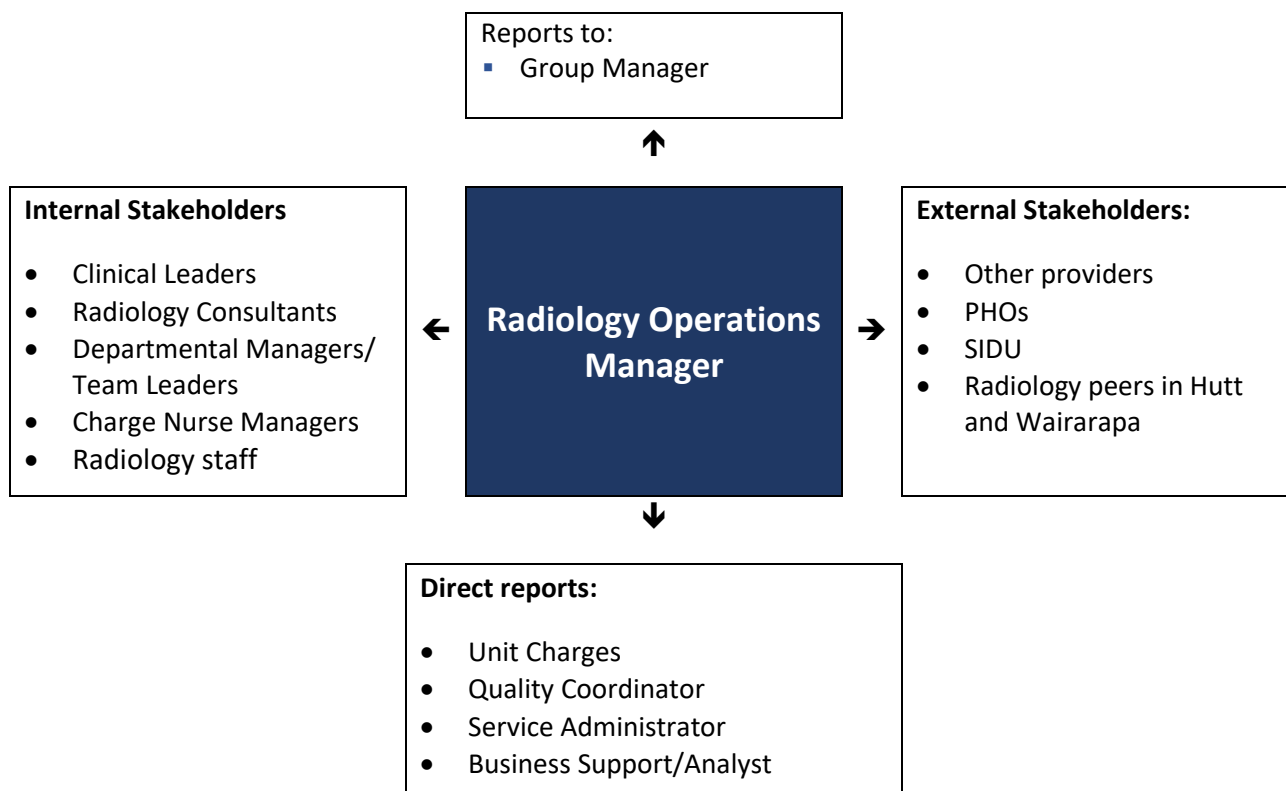 Reports to:
▪ Group Manager
Internal Stakeholders
• Clinical Leaders
• Radiology Consultants
• Departmental Managers/
Team Leaders
• Charge Nurse Managers
• Radiology staff
Radiology Operations
Manager
External Stakeholders:
• Other providers
• PHOs
• SIDU
• Radiology peers in Hutt
and Wairarapa
Direct reports:
• Unit Charges
• Quality Coordinator
• Service Administrator
• Business Support/Analyst